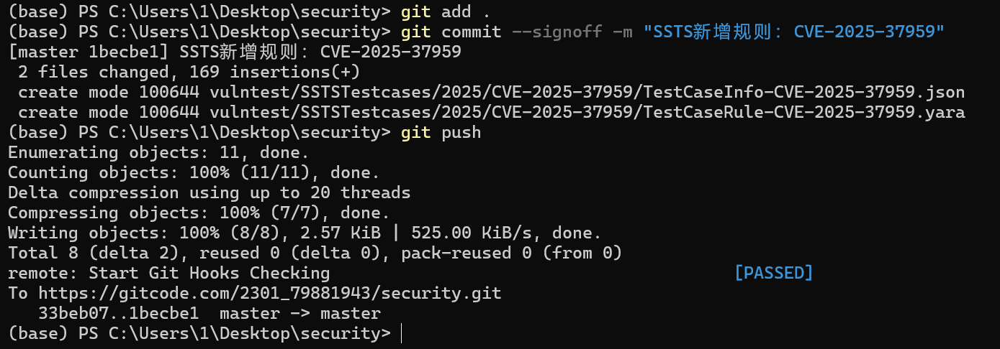 (base) PS C:\Users\1\Desktop\security> git add .
(base) PS C:\Users\1\Desktop\security> git commit --signoff -m "SSTS新增规则：CVE-2025-37959"
[master 1becbe1] SSTS新增规则：CVE-2025-37959
 2 files changed, 169 insertions(+)
 create mode 100644 vulntest/SSTSTestcases/2025/CVE-2025-37959/TestCaseInfo-CVE-2025-37959.json
 create mode 100644 vulntest/SSTSTestcases/2025/CVE-2025-37959/TestCaseRule-CVE-2025-37959.yara
(base) PS C:\Users\1\Desktop\security> git push
Enumerating objects: 11, done.
Counting objects: 100% (11/11), done.
Delta compression using up to 20 threads
Compressing objects: 100% (7/7), done.
Writing objects: 100% (8/8), 2.57 KiB | 525.00 KiB/s, done.
Total 8 (delta 2), reused 0 (delta 0), pack-reused 0 (from 0)
remote: Start Git Hooks Checking [PASSED]
To https://gitcode.com/2301_79881943/security.git
   33beb07..1becbe1  master -> master
(base) PS C:\Users\1\Desktop\security>